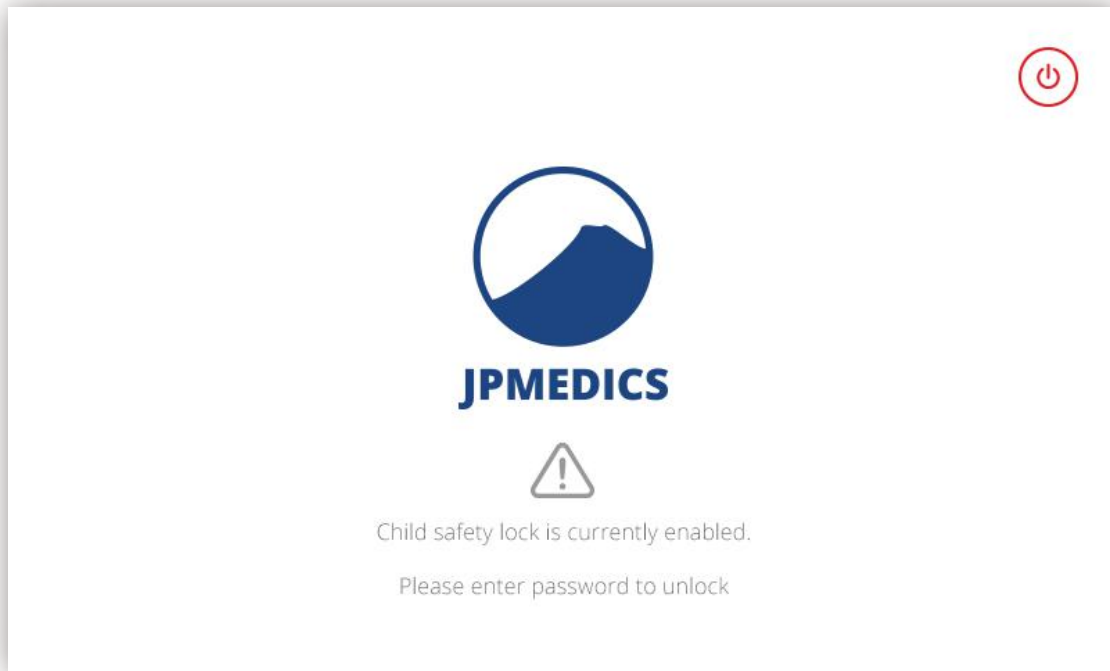 JPMEDICS
Child safety lock is currently enabled.
Please enter password to unlock